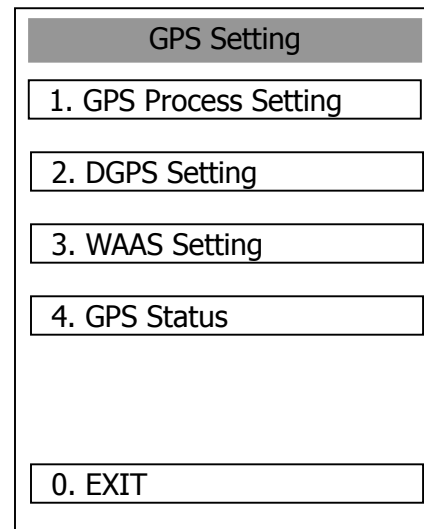 GPS Setting
1. GPS Process Setting
2. DGPS Setting
3. WAAS Setting
4. GPS Status
0. EXIT